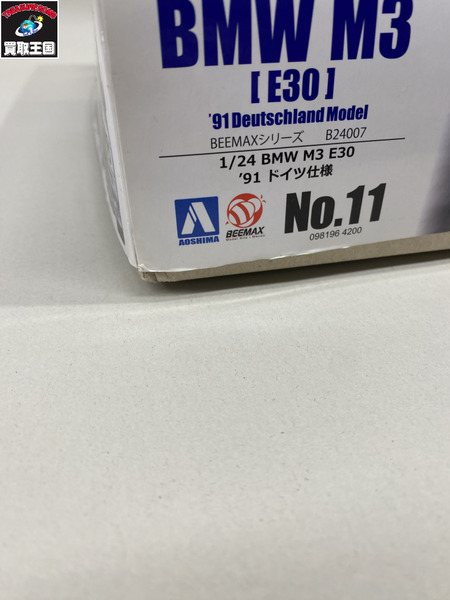 買取王国
BMW M3
[E30]
'91 Deutschland Model
BEEMAXシリーズ B24007
1/24 BMW M3 E30
'91 ドイツ仕様
AOSHIMA
BEEMAX
No.11
098196 4200